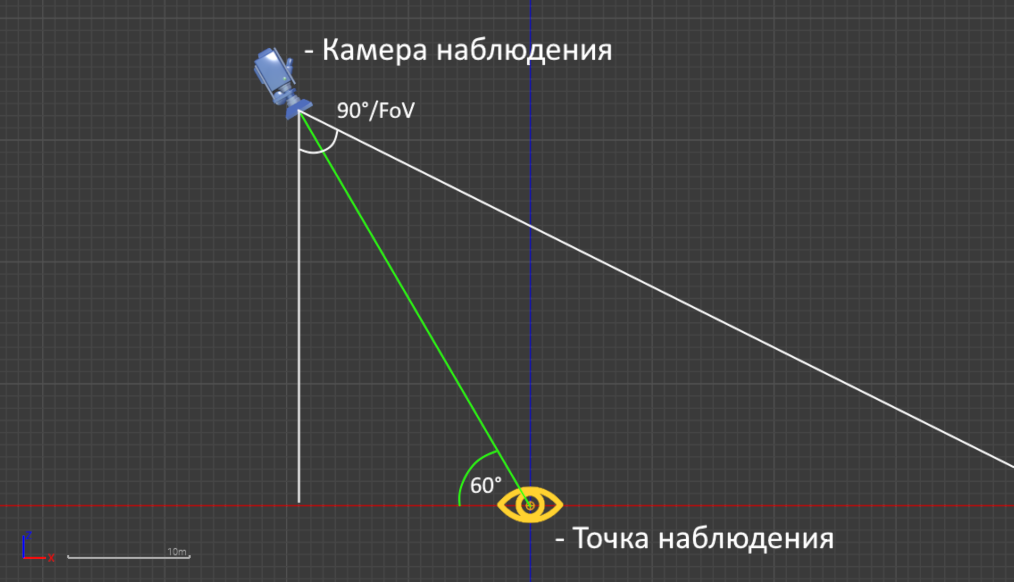 - Камера наблюдения
90°/FoV
60°
- Точка наблюдения
z
x
10m